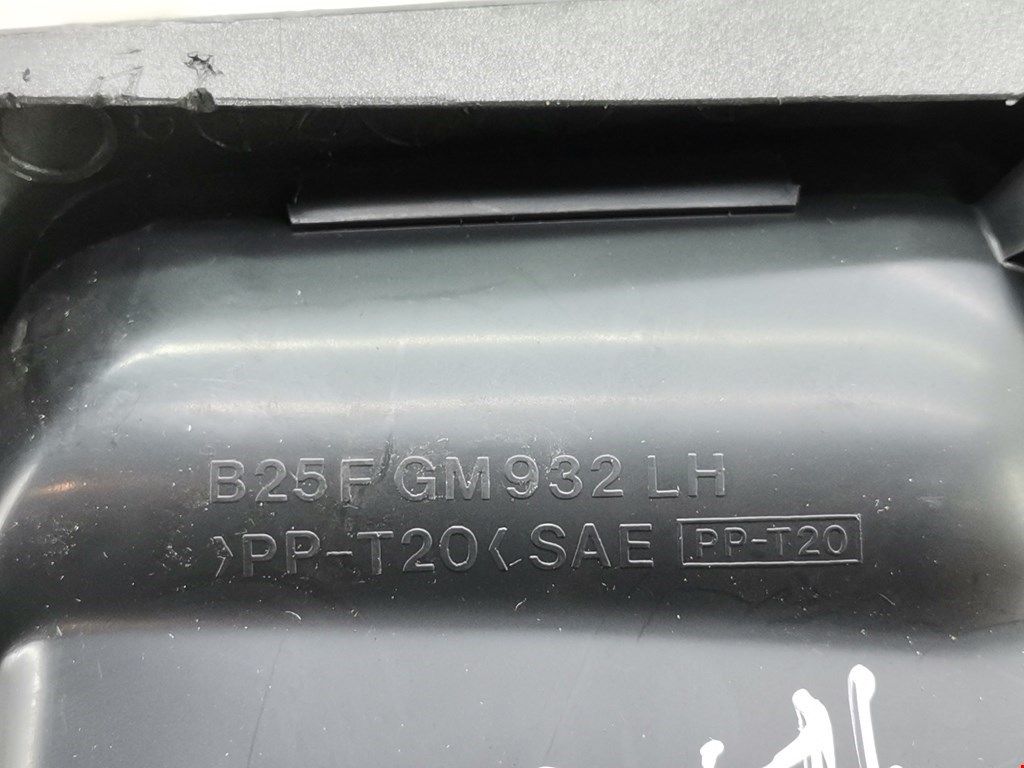 B25F GM932 LH
>PP-T20< SAE PP-T20